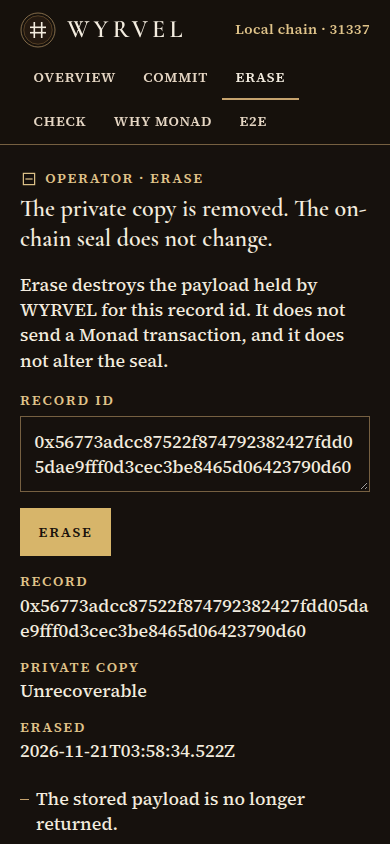 WYRVEL
Local chain · 31337
OVERVIEW COMMIT ERASE
CHECK WHY MONAD E2E
OPERATOR · ERASE
The private copy is removed. The on-
chain seal does not change.
Erase destroys the payload held by
WYRVEL for this record id. It does not
send a Monad transaction, and it does
not alter the seal.
RECORD ID
0x56773adcc87522f874792382427fdd0
5dae9fff0d3cec3be8465d06423790d60
ERASE
RECORD
0x56773adcc87522f874792382427fdd05da
e9fff0d3cec3be8465d06423790d60
PRIVATE COPY
Unrecoverable
ERASED
2026-11-21T03:58:34.522Z
– The stored payload is no longer
returned.